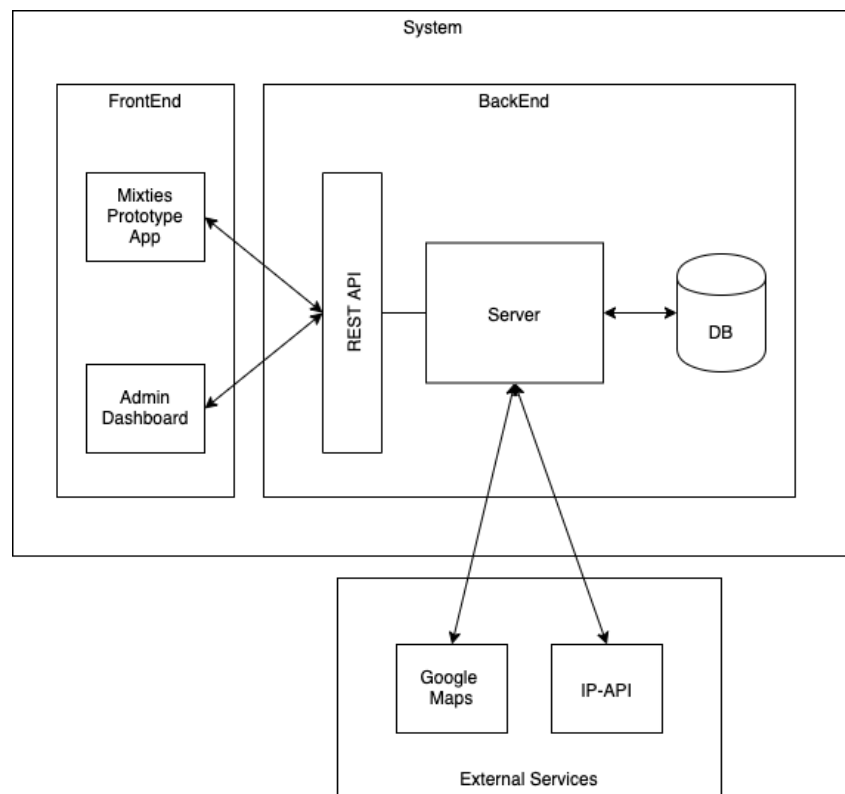 System
FrontEnd
BackEnd
Mixties
Prototype
App
REST API
Server
DB
Admin
Dashboard
Google
Maps
IP-API
External Services